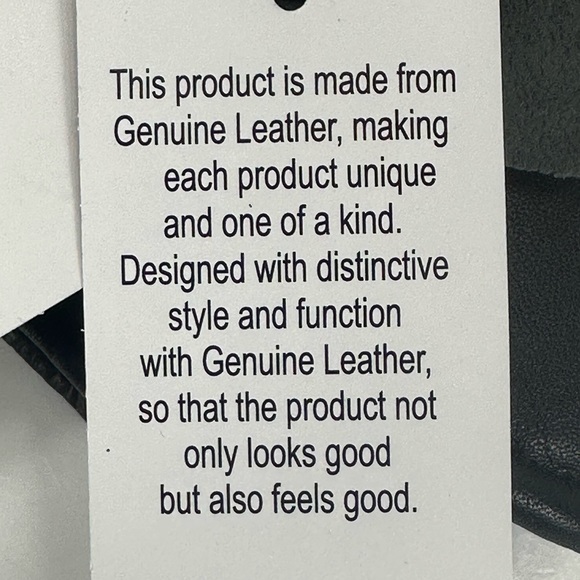 This product is made from
Genuine Leather, making
each product unique
and one of a kind.
Designed with distinctive
style and function
with Genuine Leather,
so that the product not
only looks good
but also feels good.